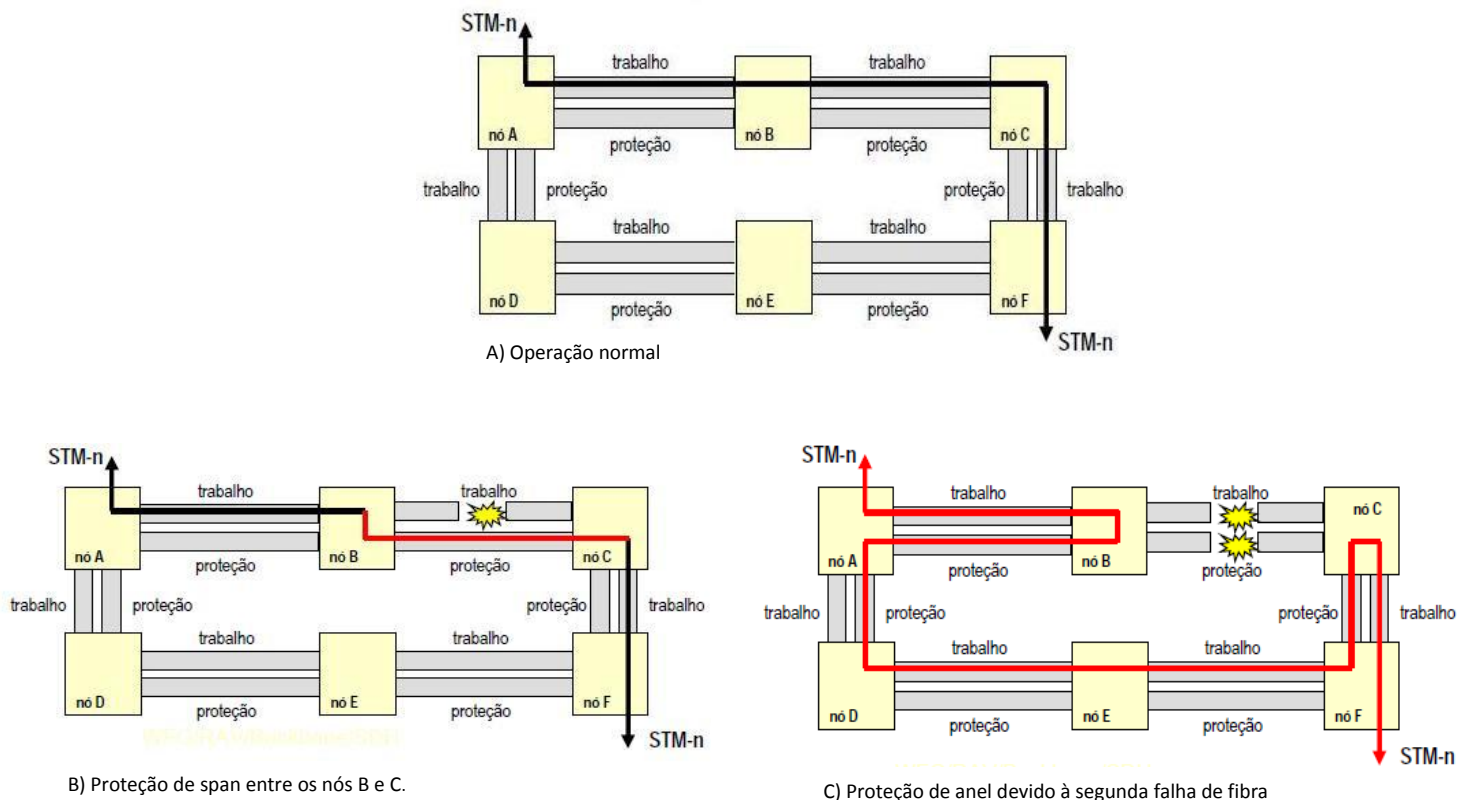 STM-n
trabalho
trabalho
nó A
nó B
nó C
proteção
proteção
trabalho
proteção
proteção
trabalho
trabalho
trabalho
nó D
nó E
nó F
proteção
proteção
STM-n
A) Operação normal
STM-n
trabalho
trabalho
nó A
nó B
nó C
proteção
proteção
trabalho
proteção
proteção
trabalho
trabalho
trabalho
nó D
nó E
nó F
proteção
proteção
STM-n
B) Proteção de span entre os nós B e C.
STM-n
trabalho
trabalho
nó C
nó A
nó B
proteção
proteção
trabalho
proteção
proteção
trabalho
trabalho
trabalho
nó D
nó E
nó F
proteção
proteção
STM-n
C) Proteção de anel devido à segunda falha de fibra